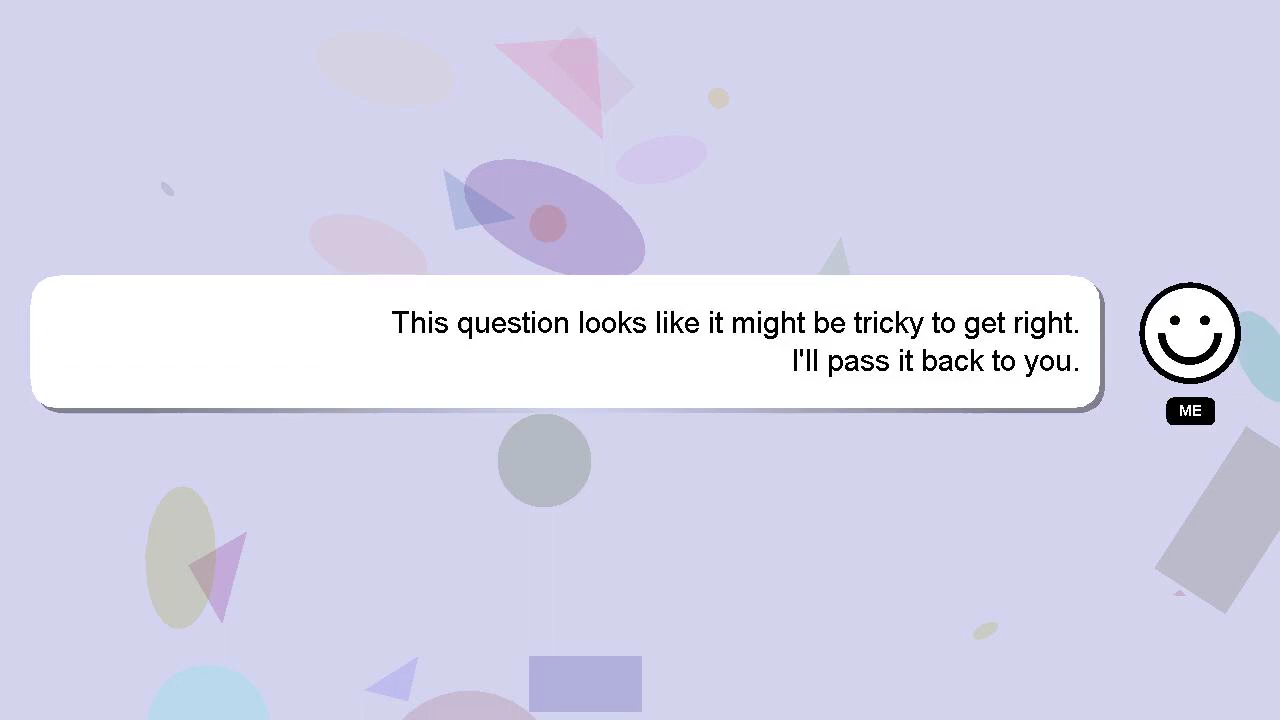 This question looks like it might be tricky to get right.
I'll pass it back to you.
ME